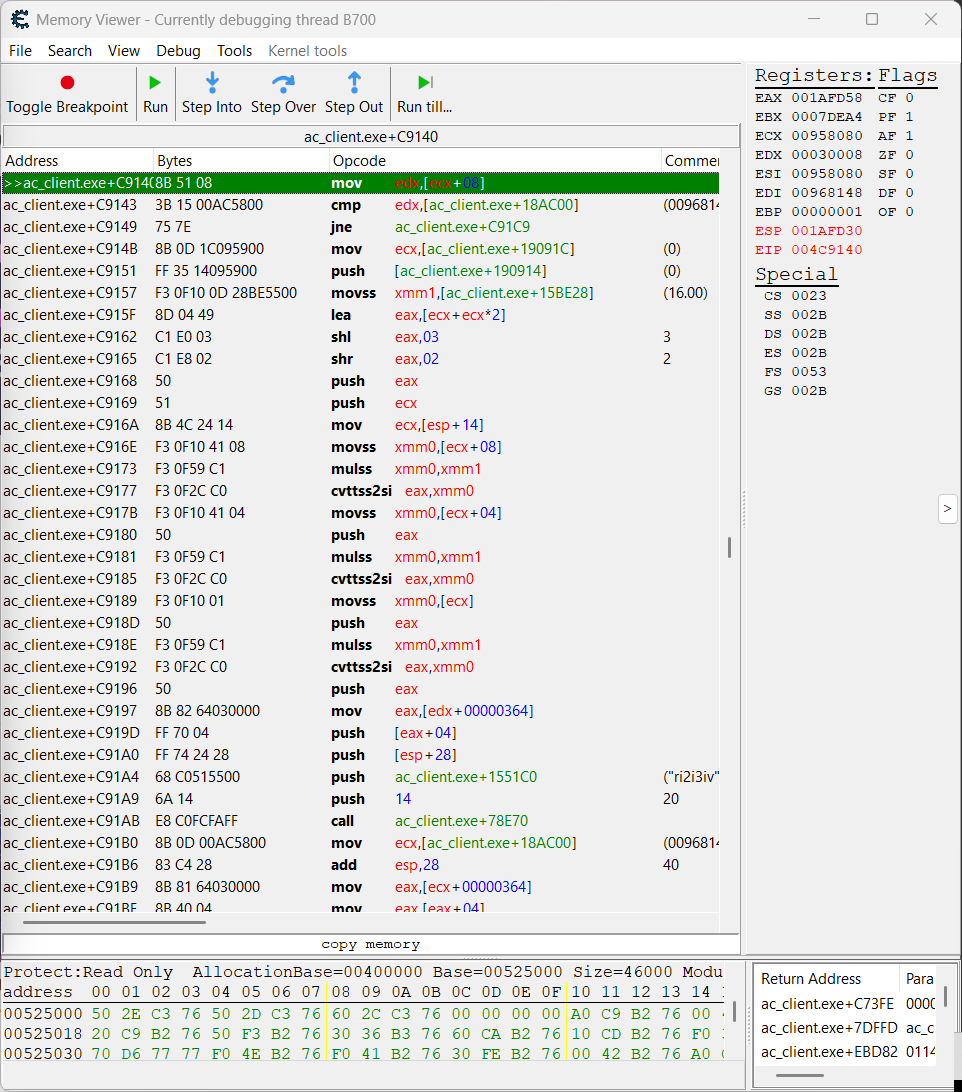 Memory Viewer - Currently debugging thread B700
File Search View Debug Tools Kernel tools
Toggle Breakpoint Run Step Into Step Over Step Out Run till...
ac_client.exe+C9140
Address Bytes Opcode Commer
>>ac_client.exe+C9140 8B 51 08 mov edx,[ecx+08]
ac_client.exe+C9143 3B 15 00AC5800 cmp edx,[ac_client.exe+18AC00] (0096814
ac_client.exe+C9149 75 7E jne ac_client.exe+C91C9
ac_client.exe+C914B 8B 0D 1C095900 mov ecx,[ac_client.exe+19091C] (0)
ac_client.exe+C9151 FF 35 14095900 push [ac_client.exe+190914] (0)
ac_client.exe+C9157 F3 0F10 0D 28BE5500 movss xmm1,[ac_client.exe+15BE28] (16.00)
ac_client.exe+C915F 8D 04 49 lea eax,[ecx+ecx*2]
ac_client.exe+C9162 C1 E0 03 shl eax,03 3
ac_client.exe+C9165 C1 E8 02 shr eax,02 2
ac_client.exe+C9168 50 push eax
ac_client.exe+C9169 51 push ecx
ac_client.exe+C916A 8B 4C 24 14 mov ecx,[esp+14]
ac_client.exe+C916E F3 0F10 41 08 movss xmm0,[ecx+08]
ac_client.exe+C9173 F3 0F59 C1 mulss xmm0,xmm1
ac_client.exe+C9177 F3 0F2C C0 cvttss2si eax,xmm0
ac_client.exe+C917B F3 0F10 41 04 movss xmm0,[ecx+04]
ac_client.exe+C9180 50 push eax
ac_client.exe+C9181 F3 0F59 C1 mulss xmm0,xmm1
ac_client.exe+C9185 F3 0F2C C0 cvttss2si eax,xmm0
ac_client.exe+C9189 F3 0F10 01 movss xmm0,[ecx]
ac_client.exe+C918D 50 push eax
ac_client.exe+C918E F3 0F59 C1 mulss xmm0,xmm1
ac_client.exe+C9192 F3 0F2C C0 cvttss2si eax,xmm0
ac_client.exe+C9196 50 push eax
ac_client.exe+C9197 8B 82 64030000 mov eax,[edx+00000364]
ac_client.exe+C919D FF 70 04 push [eax+04]
ac_client.exe+C91A0 FF 74 24 28 push [esp+28]
ac_client.exe+C91A4 68 C0515500 push ac_client.exe+1551C0 ("ri2i3iv"
ac_client.exe+C91A9 6A 14 push 14 20
ac_client.exe+C91AB E8 C0FCFAFF call ac_client.exe+78E70
ac_client.exe+C91B0 8B 0D 00AC5800 mov ecx,[ac_client.exe+18AC00] (0096814
ac_client.exe+C91B6 83 C4 28 add esp,28 40
ac_client.exe+C91B9 8B 81 64030000 mov eax,[ecx+00000364]
ac_client.exe+C91BF 8B 40 04 mov eax,[eax+04]
copy memory
Registers: Flags
EAX 001AFD58 CF 0
EBX 0007DEA4 PF 1
ECX 00958080 AF 1
EDX 00030008 ZF 0
ESI 00958080 SF 0
EDI 00968148 DF 0
EBP 00000001 OF 0
ESP 001AFD30
EIP 004C9140
Special
CS 0023
SS 002B
DS 002B
ES 002B
FS 0053
GS 002B
>
Protect:Read Only AllocationBase=00400000 Base=00525000 Size=46000 Modu
address 00 01 02 03 04 05 06 07 08 09 0A 0B 0C 0D 0E 0F 10 11 12 13 14
00525000 50 2E C3 76 50 2D C3 76 60 2C C3 76 00 00 00 00 A0 C9 B2 76 00
00525018 20 C9 B2 76 50 F3 B2 76 30 36 B3 76 60 CA B2 76 10 CD B2 76 F0
00525030 70 D6 77 77 F0 4E B2 76 F0 41 B2 76 30 FE B2 76 00 42 B2 76 A0
Return Address Para
ac_client.exe+C73FE 0000
ac_client.exe+7DFFD ac_c
ac_client.exe+EBD82 0114